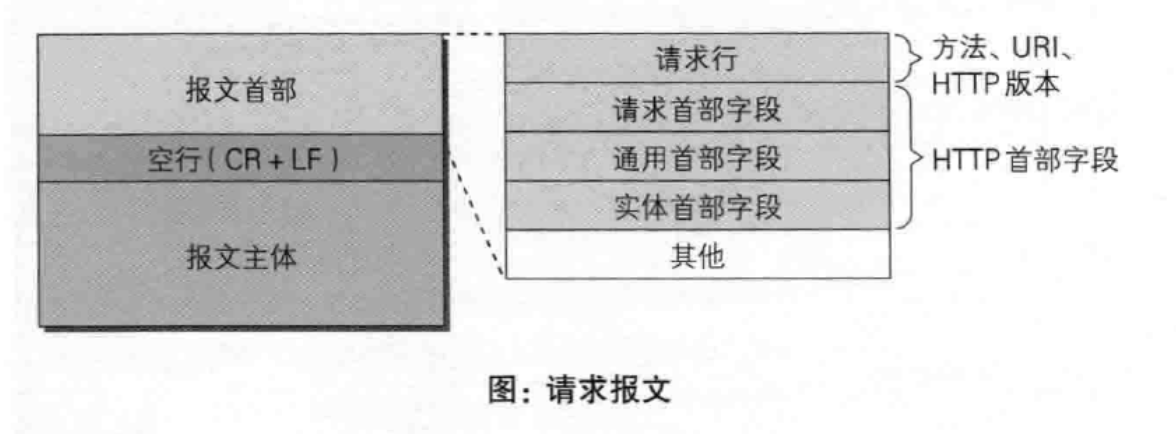 报文首部
空行(CR+LF)
报文主体
请求行
请求首部字段
通用首部字段
实体首部字段
其他
方法、URI、
HTTP版本
HTTP首部字段
图：请求报文